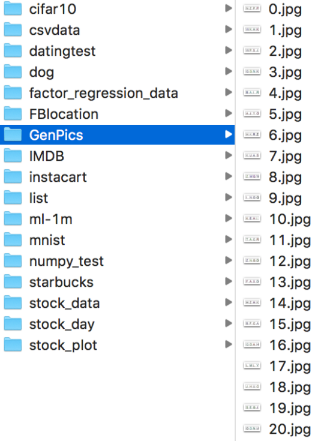 cifar10
csvdata
datingtest
dog
factor_regression_data
FBlocation
GenPics
IMDB
instacart
list
ml-1m
mnist
numpy_test
starbucks
stock_data
stock_day
stock_plot
0.jpg
1.jpg
2.jpg
3.jpg
4.jpg
5.jpg
6.jpg
7.jpg
8.jpg
9.jpg
10.jpg
11.jpg
12.jpg
13.jpg
14.jpg
15.jpg
16.jpg
17.jpg
18.jpg
19.jpg
20.jpg